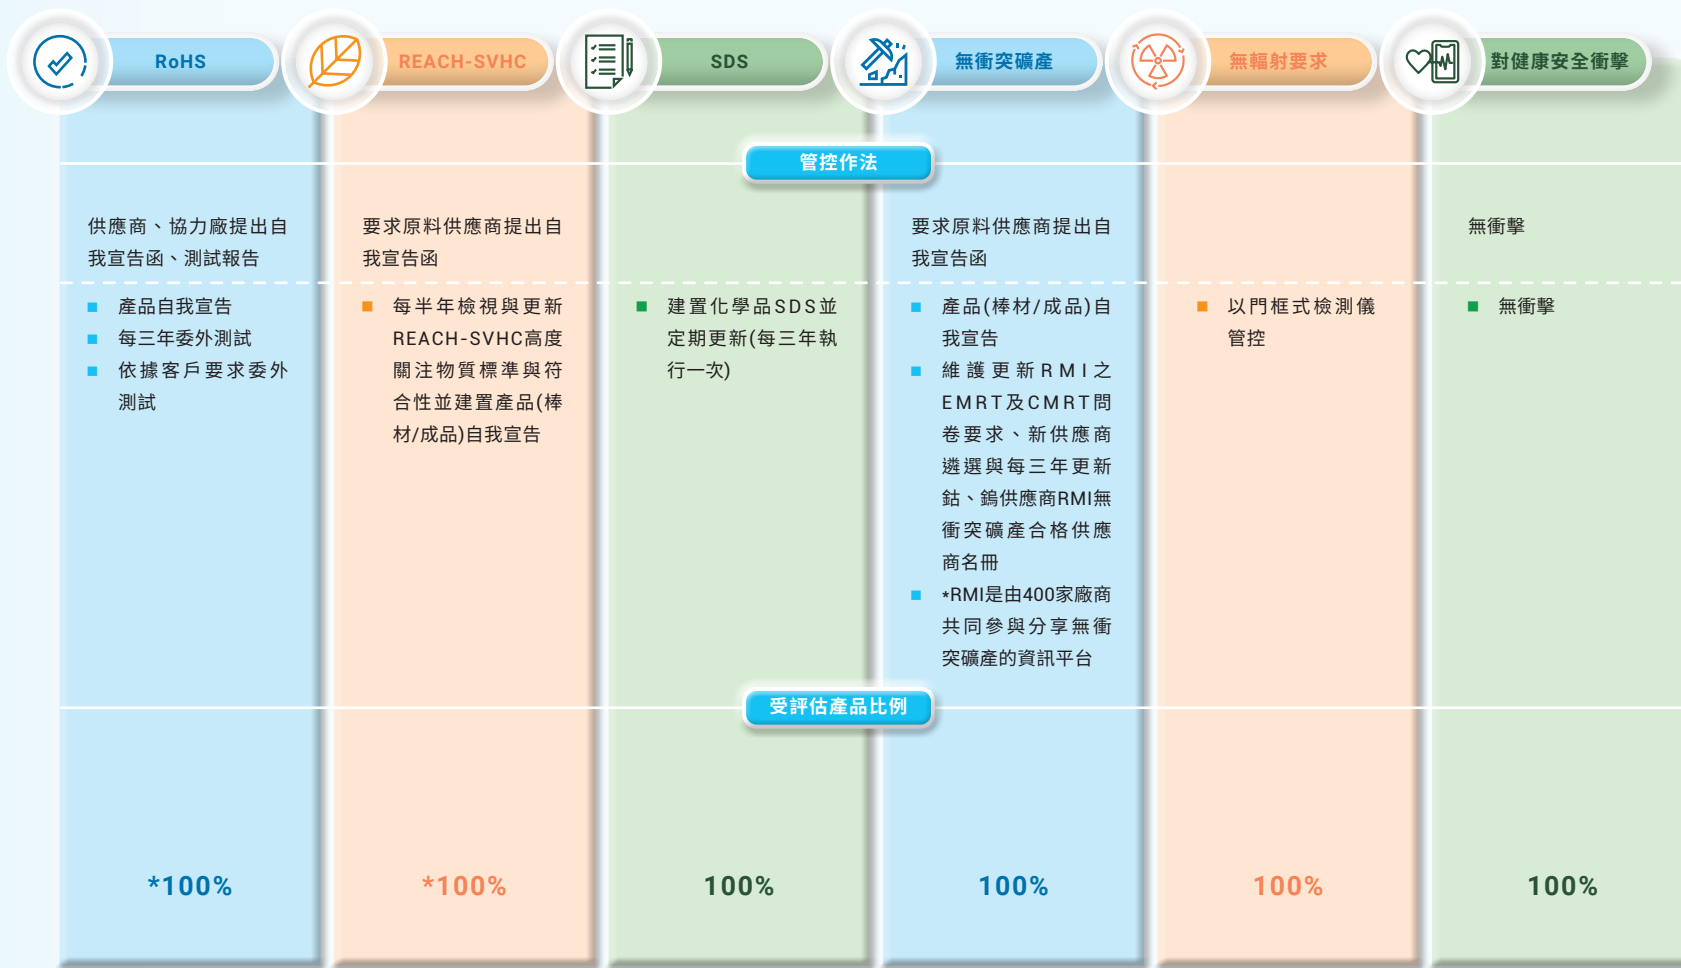 RoHS
REACH-SVHC
SDS
無衝突礦產
無輻射要求
對健康安全衝擊
管控作法
供應商、協力廠提出自
我宣告函、測試報告
要求原料供應商提出自
我宣告函
要求原料供應商提出自
我宣告函
無衝擊
產品自我宣告
每三年委外測試
依據客戶要求委外
測試
每半年檢視與更新
REACH-SVHC高度
關注物質標準與符
合性並建置產品(棒
材/成品)自我宣告
建置化學品SDS並
定期更新(每三年執
行一次)
產品(棒材/成品)自
我宣告
維護更新RMI之
EMRT及CMRT問
卷要求、新供應商
遴選與每三年更新
鈷、鎢供應商RMI無
衝突礦產合格供應
商名冊
*RMI是由400家廠商
共同參與分享無衝
突礦產的資訊平台
以門框式檢測儀
管控
無衝擊
受評估產品比例
*100%
*100%
100%
100%
100%
100%